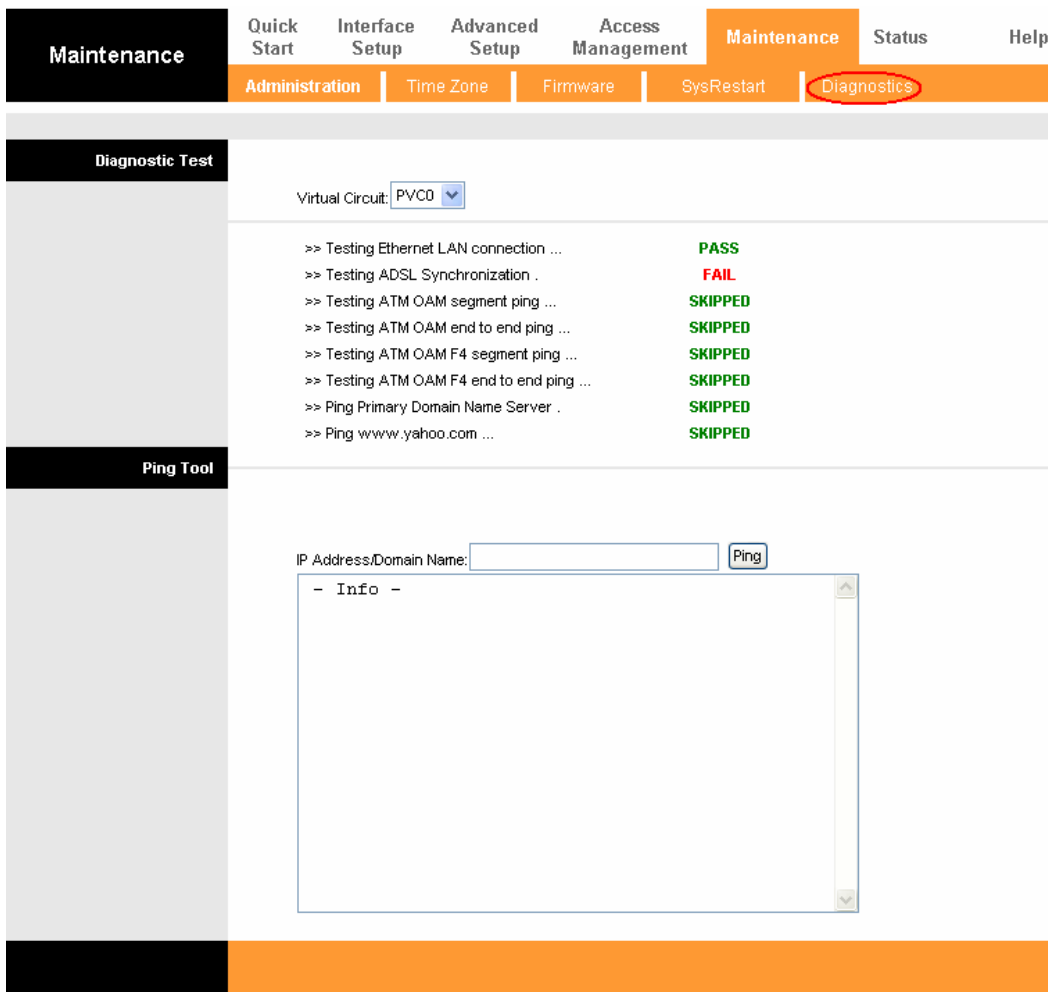 Maintenance
Quick Start
Interface Setup
Advanced Setup
Access Management
Maintenance
Status
Help
Administration
Time Zone
Firmware
SysRestart
Diagnostics
Diagnostic Test
Virtual Circuit: PVC0
>> Testing Ethernet LAN connection ... PASS
>> Testing ADSL Synchronization . FAIL
>> Testing ATM OAM segment ping ... SKIPPED
>> Testing ATM OAM end to end ping ... SKIPPED
>> Testing ATM OAM F4 segment ping ... SKIPPED
>> Testing ATM OAM F4 end to end ping ... SKIPPED
>> Ping Primary Domain Name Server . SKIPPED
>> Ping www.yahoo.com ... SKIPPED
Ping Tool
IP Address/Domain Name: Ping
- Info -